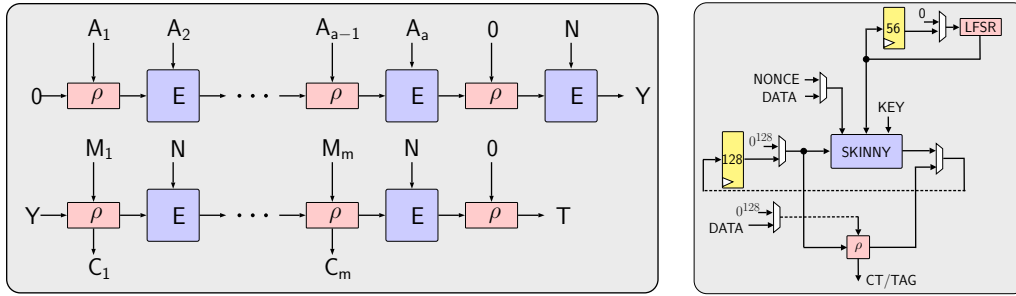 A₁ A₂ Aₐ₋₁ Aₐ 0 N
0 ρ E · · · ρ E ρ E Y
M₁ N Mₘ N 0
Y ρ E · · · ρ E ρ T
C₁ Cₘ
0
56 LFSR
NONCE
DATA
KEY
0¹²⁸
128 SKINNY
0¹²⁸
DATA
ρ
CT/TAG